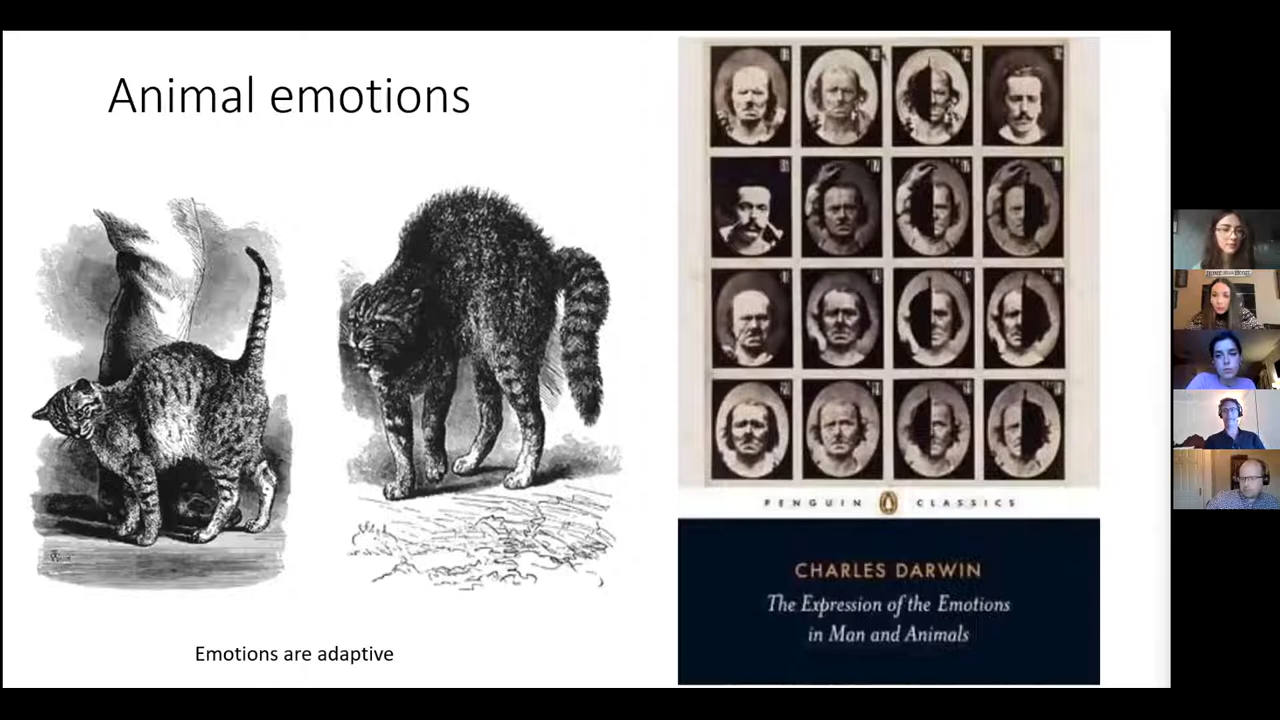 Animal emotions
Emotions are adaptive
PENGUIN CLASSICS
CHARLES DARWIN
The Expression of the Emotions
in Man and Animals